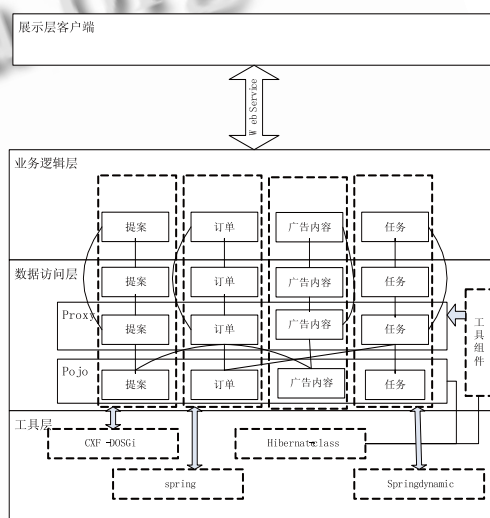 展示层客户端
Web Service
业务逻辑层
提案 订单 广告内容 任务
数据访问层
提案 订单 广告内容 任务
Proxy
提案 订单 广告内容 任务
工具组件
Pojo
提案 订单 广告内容 任务
工具层
CXF-DOSGi
Hibernat-class
spring
Springdynamic